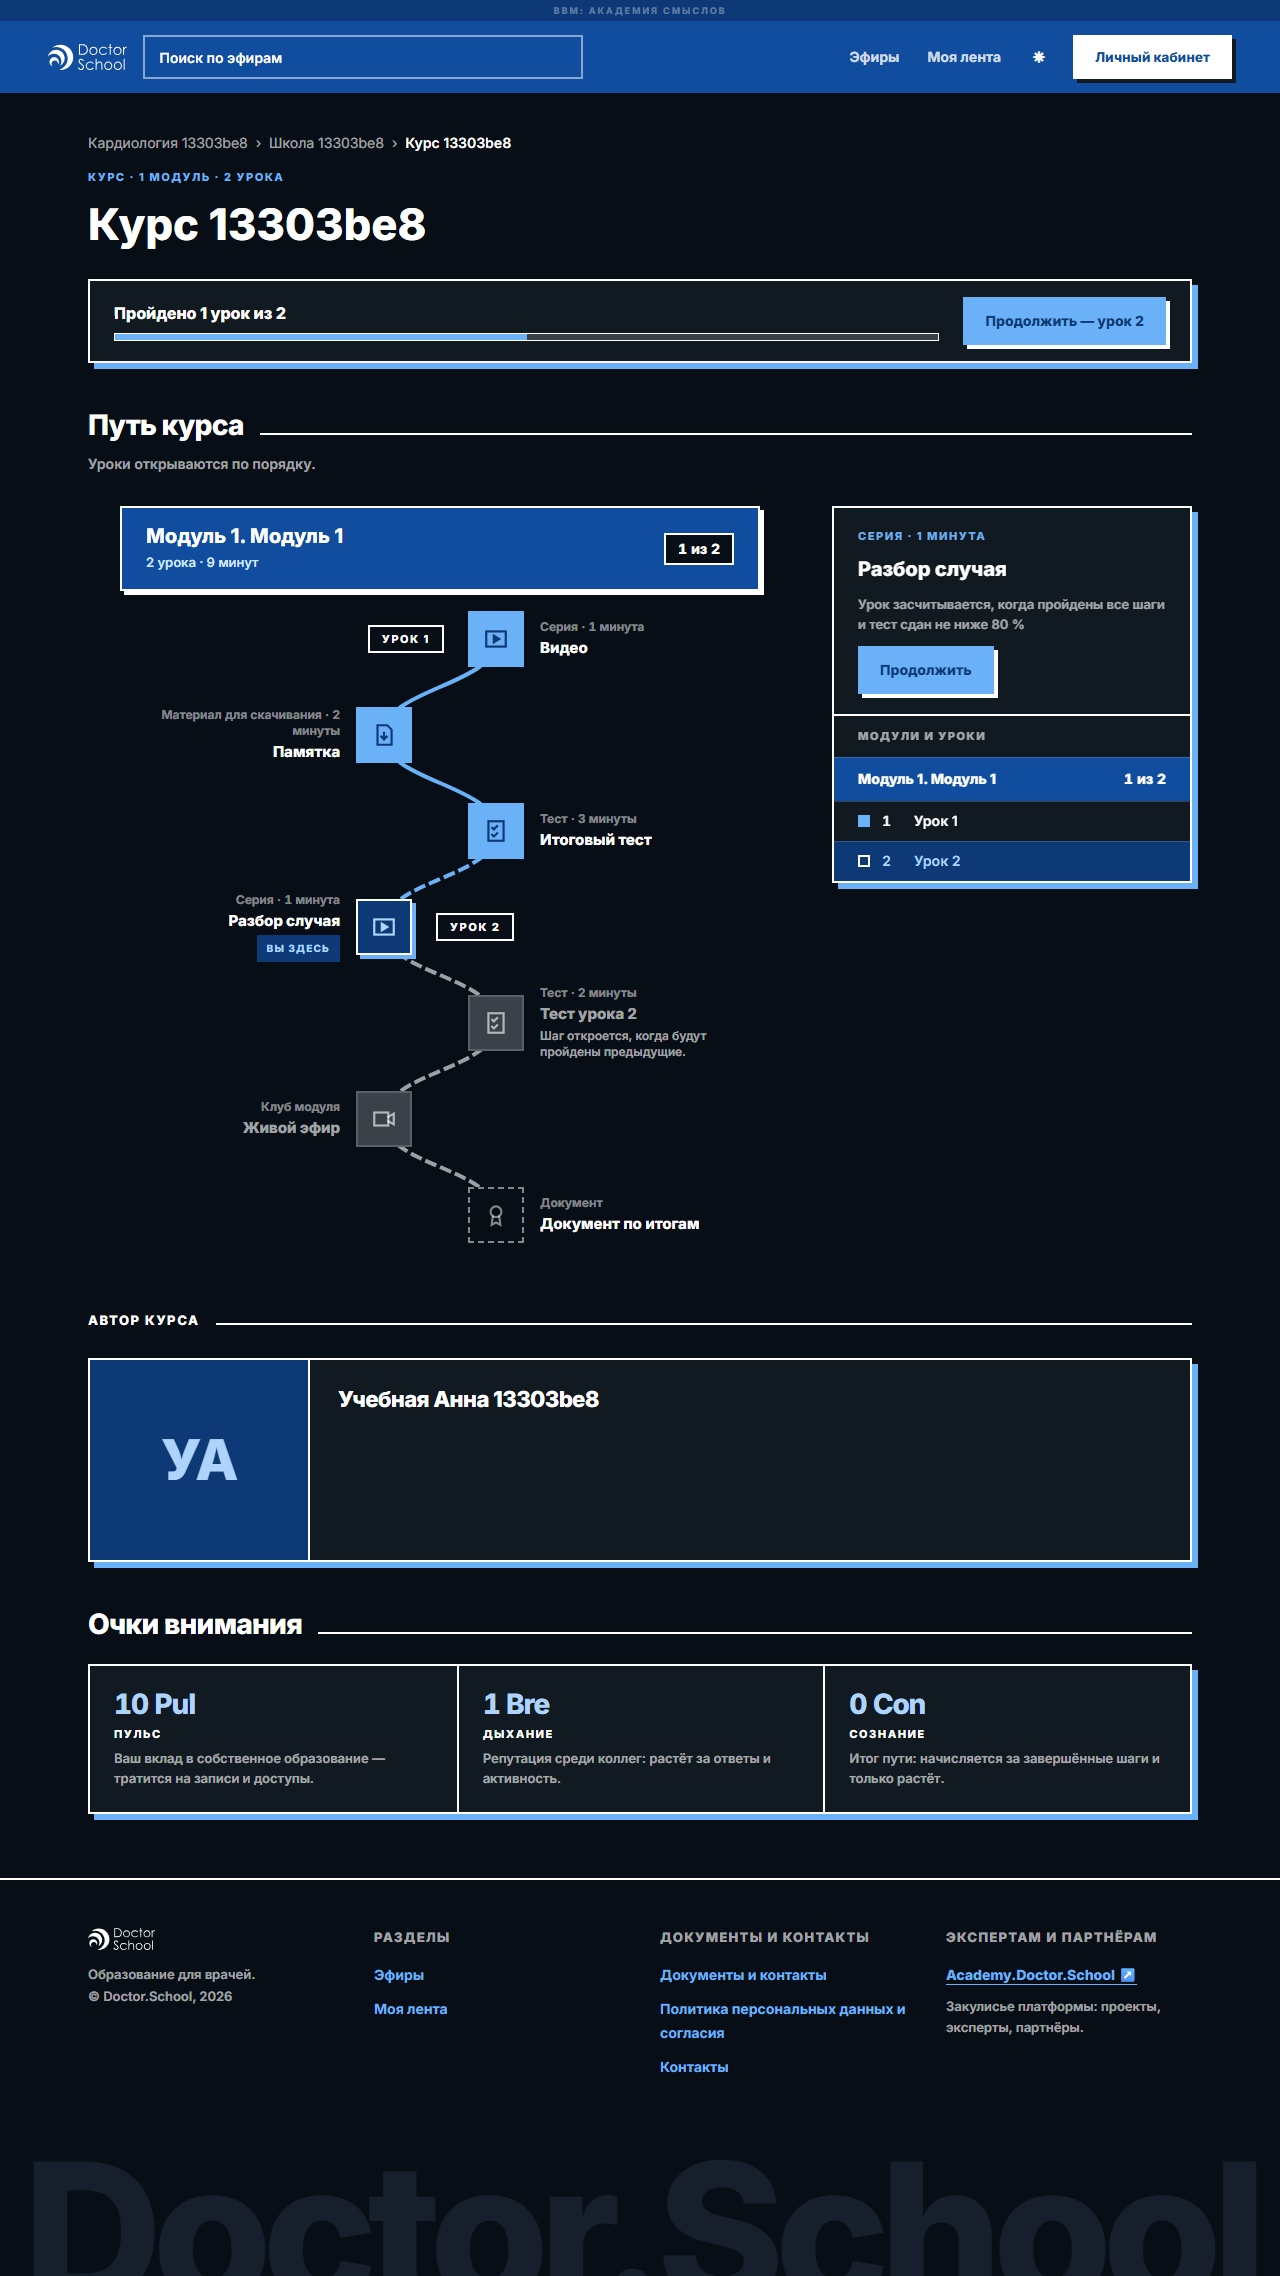 ВВМ: АКАДЕМИЯ СМЫСЛОВ
Doctor School
Поиск по эфирам
Эфиры
Моя лента
Личный кабинет
Кардиология 13303be8 › Школа 13303be8 › Курс 13303be8
КУРС · 1 МОДУЛЬ · 2 УРОКА
Курс 13303be8
Пройдено 1 урок из 2
Продолжить — урок 2
Путь курса
Уроки открываются по порядку.
Модуль 1. Модуль 1
2 урока · 9 минут
1 из 2
УРОК 1
Серия · 1 минута
Видео
Материал для скачивания · 2
минуты
Памятка
Тест · 3 минуты
Итоговый тест
Серия · 1 минута
Разбор случая
ВЫ ЗДЕСЬ
УРОК 2
Тест · 2 минуты
Тест урока 2
Шаг откроется, когда будут
пройдены предыдущие.
Клуб модуля
Живой эфир
Документ
Документ по итогам
СЕРИЯ · 1 МИНУТА
Разбор случая
Урок засчитывается, когда пройдены все шаги
и тест сдан не ниже 80 %
Продолжить
МОДУЛИ И УРОКИ
Модуль 1. Модуль 1 1 из 2
1 Урок 1
2 Урок 2
АВТОР КУРСА
УА
Учебная Анна 13303be8
Очки внимания
10 Pul
ПУЛЬС
Ваш вклад в собственное образование —
тратится на записи и доступы.
1 Bre
ДЫХАНИЕ
Репутация среди коллег: растёт за ответы и
активность.
0 Con
СОЗНАНИЕ
Итог пути: начисляется за завершённые шаги и
только растёт.
Doctor School
Образование для врачей.
© Doctor.School, 2026
РАЗДЕЛЫ
Эфиры
Моя лента
ДОКУМЕНТЫ И КОНТАКТЫ
Документы и контакты
Политика персональных данных и
согласия
Контакты
ЭКСПЕРТАМ И ПАРТНЁРАМ
Academy.Doctor.School ↗
Закулисье платформы: проекты,
эксперты, партнёры.
Doctor.School